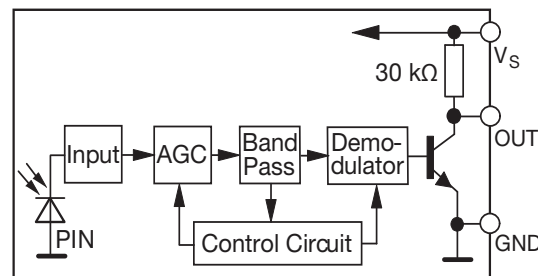 V_S
30 kΩ
Input
AGC
Band
Pass
Demo-
dulator
OUT
PIN
Control Circuit
GND